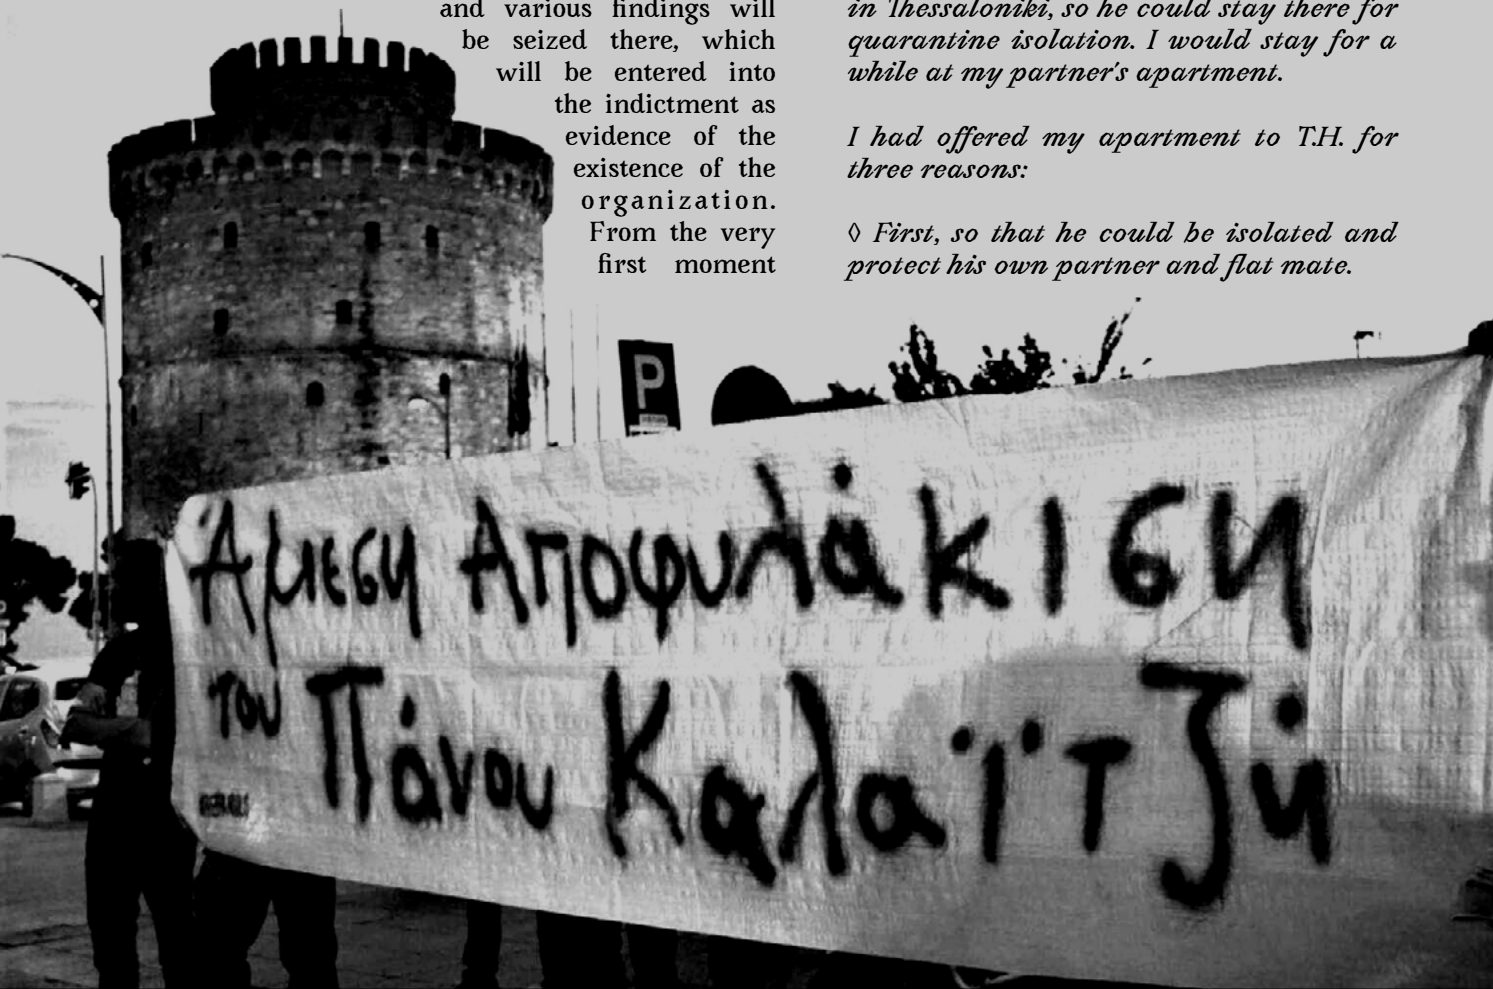 and various findings will
be seized there, which
will be entered into
the indictment as
evidence of the
existence of the
organization.
From the very
first moment
in Thessaloniki, so he could stay there for
quarantine isolation. I would stay for a
while at my partner's apartment.
I had offered my apartment to T.H. for
three reasons:
◊ First, so that he could be isolated and
protect his own partner and flat mate.
P
Άμεση Αποφυλάκιση
του Πάνου Καλαϊτζή